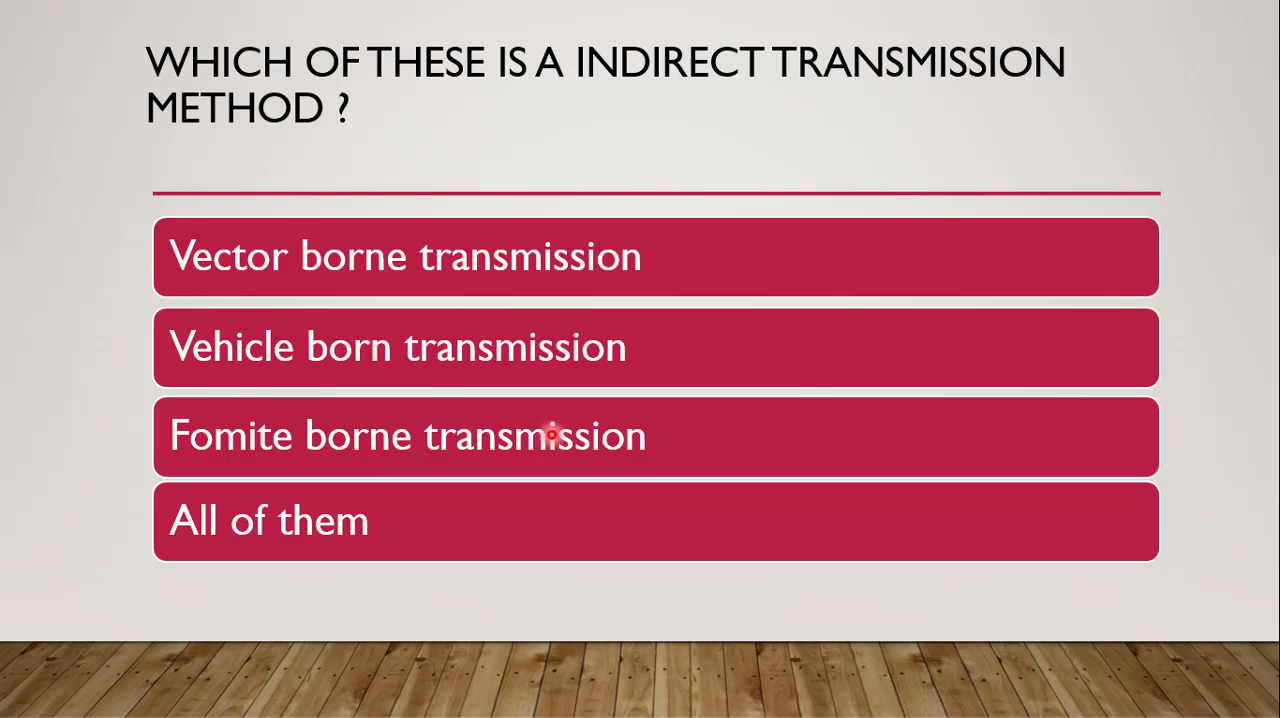 WHICH OF THESE IS A INDIRECT TRANSMISSION
METHOD ?
Vector borne transmission
Vehicle born transmission
Fomite borne transmission
All of them